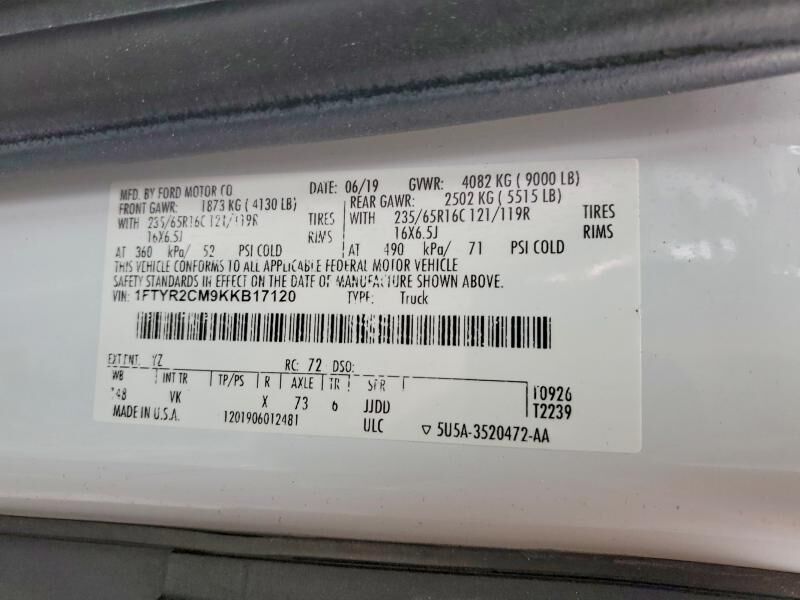 MFD. BY FORD MOTOR CO. DATE: 06/19 GVWR: 4082 KG ( 9000 LB)
FRONT GAWR: 1873 KG ( 4130 LB) REAR GAWR: 2502 KG ( 5515 LB)
WITH 235/65R16C 121/119R TIRES WITH 235/65R16C 121/119R TIRES
16X6.5J RIMS 16X6.5J RIMS
AT 360 kPa/ 52 PSI COLD AT 490 kPa/ 71 PSI COLD
THIS VEHICLE CONFORMS TO ALL APPLICABLE FEDERAL MOTOR VEHICLE
SAFETY STANDARDS IN EFFECT ON THE DATE OF MANUFACTURE SHOWN ABOVE.
VIN: 1FTYR2CM9KKB17120 TYPE: Truck
EXT PNT: YZ RC: 72 DSO:
WB INT TR TP/PS R AXLE TR SPR T0926
148 VK X 73 6 JJDD T2239
MADE IN U.S.A. 1201906012481 ULC ▽ 5U5A-3520472-AA